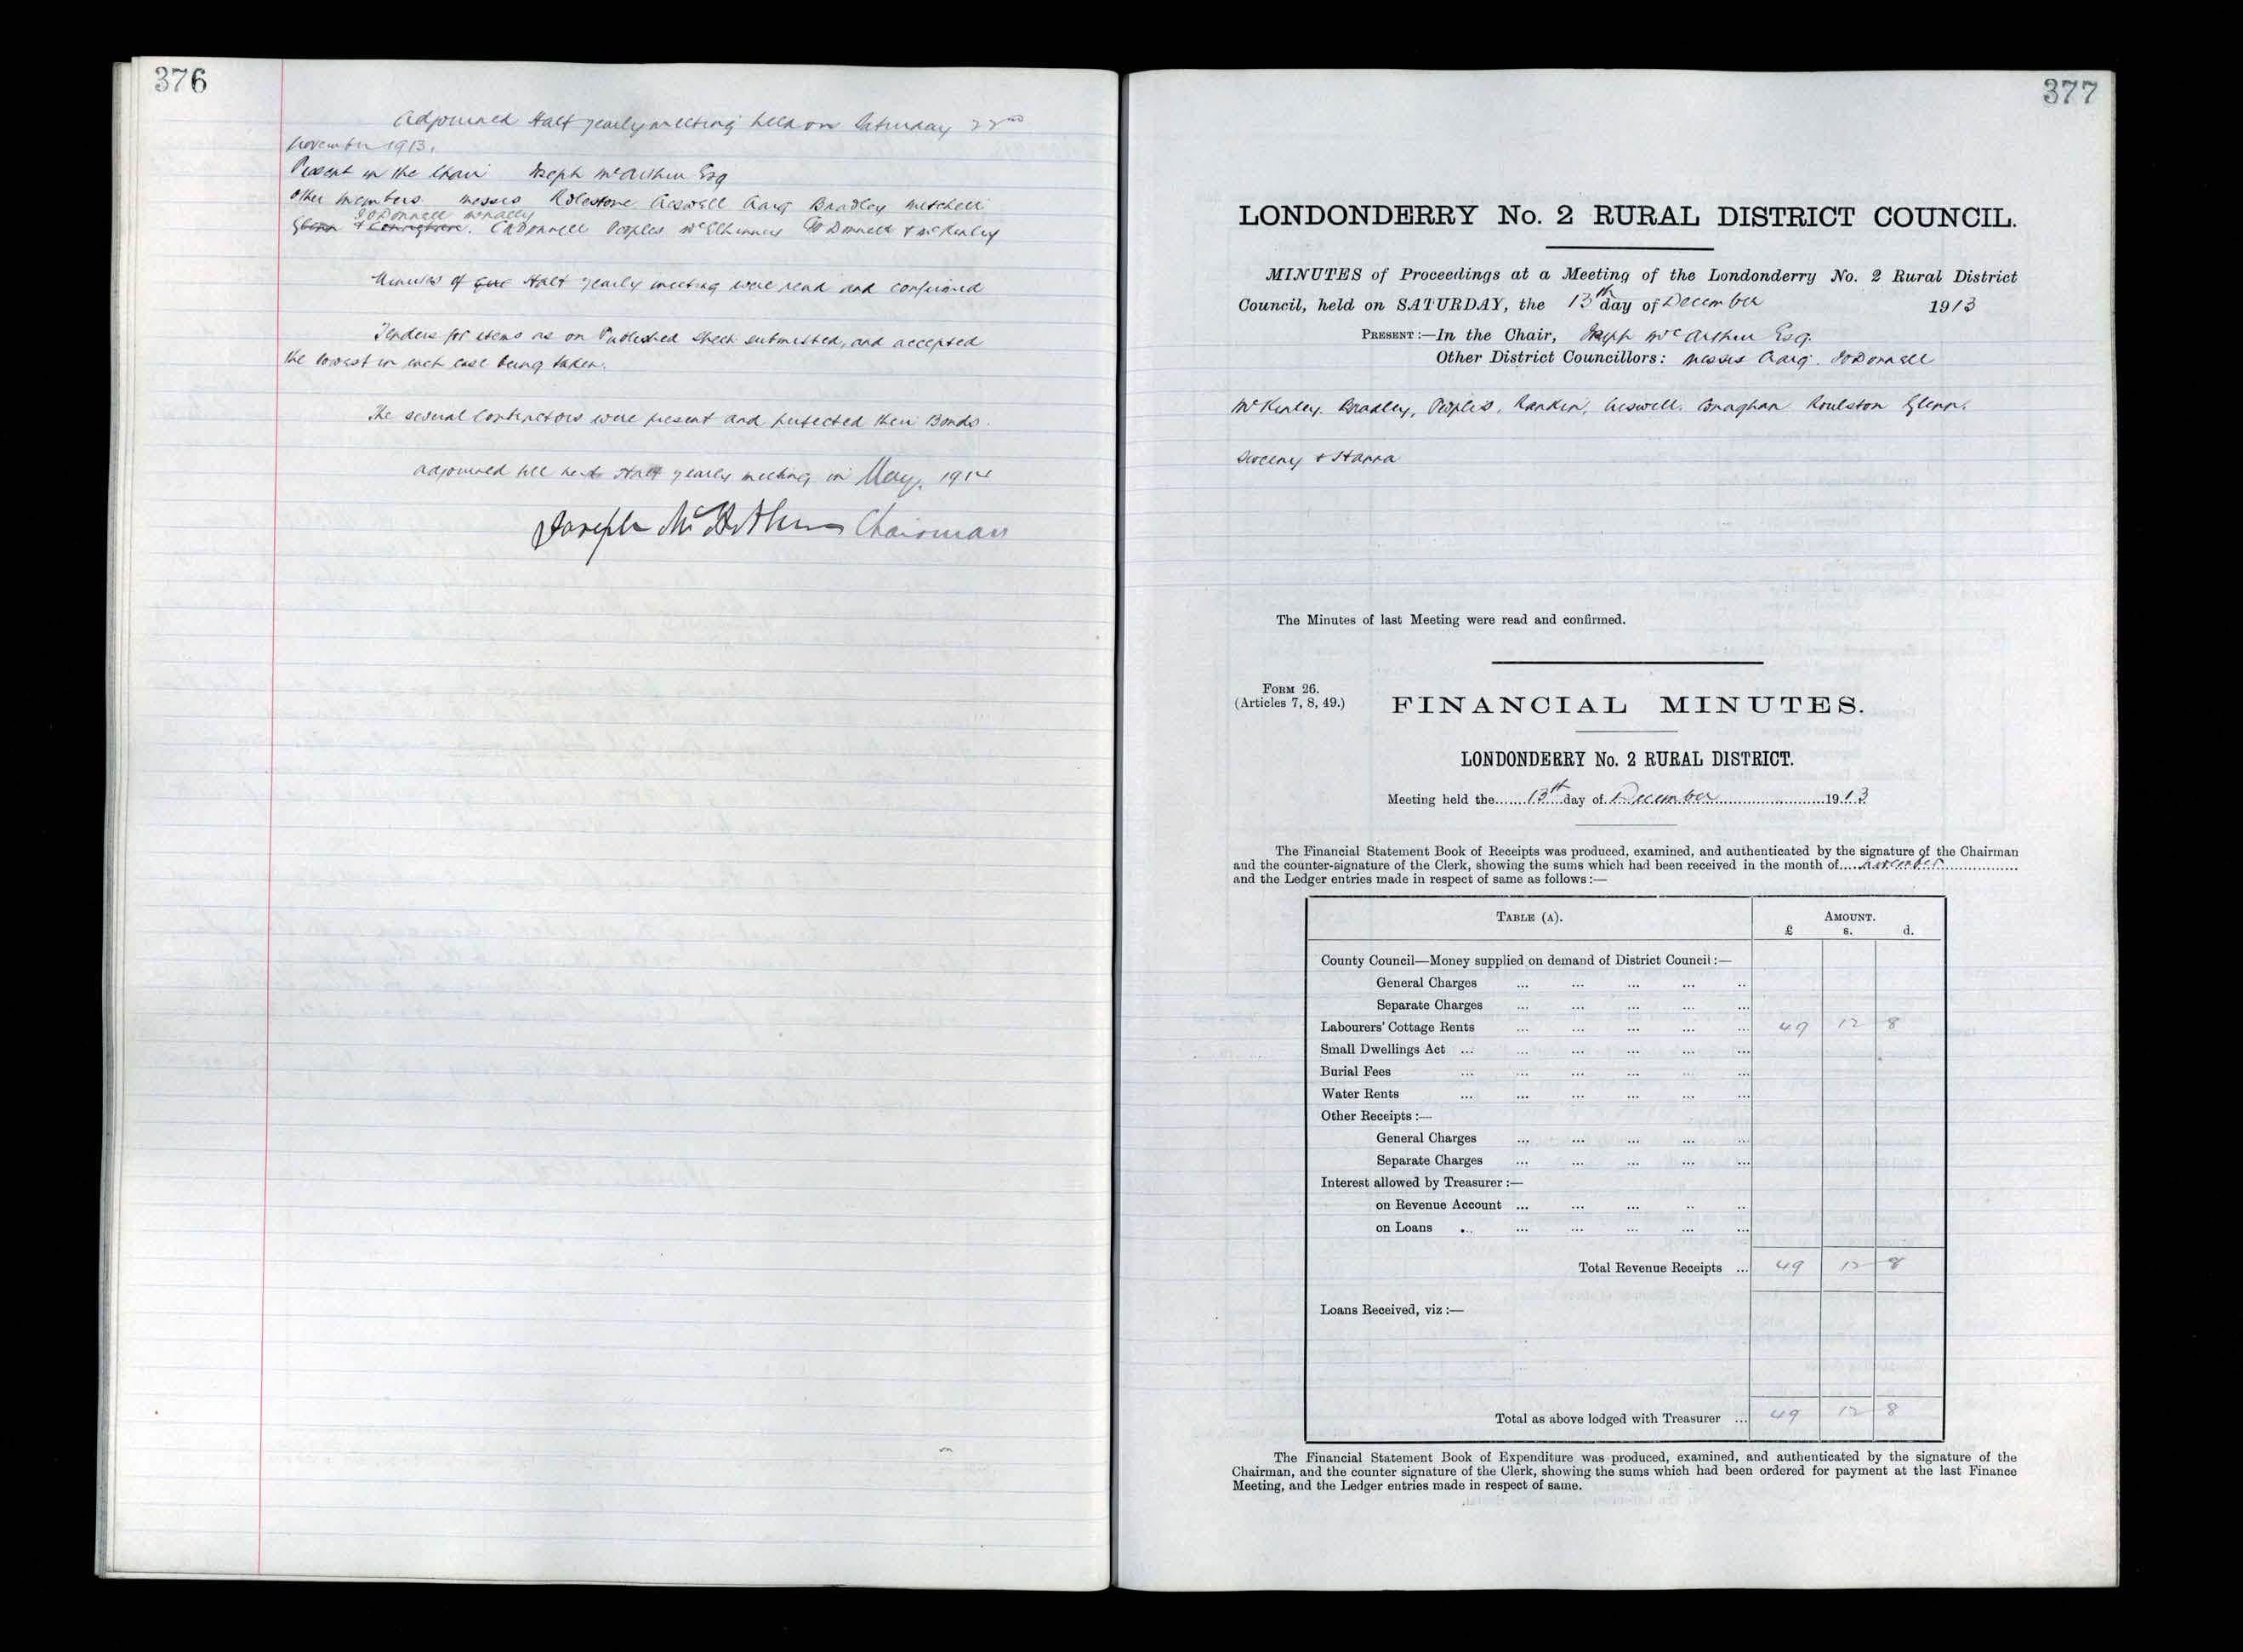 376
Adjourned Half yearly meeting held on Saturday 22nd
November 1913.
Present in the Chair Joseph McArthur Esq
Other members Messrs Rolestone Creswell Craig Bradley Mitchell
J O'Donnell McNally
Glenn & . C O'Donnell Peoples McElhinney O'Donnell & McKinley
Minutes of Half yearly meeting were read and confirmed
Tenders for items as on Published sheet submitted, and accepted
the lowest in each case being taken.
The several Contractors were present and perfected their Bonds.
Adjourned till next Half yearly meeting in May, 1914
Joseph McArthur Chairman
377
LONDONDERRY No. 2 RURAL DISTRICT COUNCIL.
MINUTES of Proceedings at a Meeting of the Londonderry No. 2 Rural District
Council, held on SATURDAY, the 13th day of December 1913
PRESENT:—In the Chair, Joseph McArthur Esq.
Other District Councillors: Messrs Craig. J O'Donnell
McKinley. Bradley, Peoples, Rankin, Creswell. Conaghan Roulston Glenn.
Sweeny & Hanna
The Minutes of last Meeting were read and confirmed.
FORM 26.
(Articles 7, 8, 49.)
FINANCIAL MINUTES.
LONDONDERRY No. 2 RURAL DISTRICT.
Meeting held the 13th day of December 1913
The Financial Statement Book of Receipts was produced, examined, and authenticated by the signature of the Chairman
and the counter-signature of the Clerk, showing the sums which had been received in the month of November
and the Ledger entries made in respect of same as follows:—
TABLE (A). AMOUNT.
£ s. d.
County Council—Money supplied on demand of District Council:—
General Charges ... ... ... ... ..
Separate Charges ... ... ... ... ...
Labourers' Cottage Rents ... ... ... ... ... 49 12 8
Small Dwellings Act ... ... ... ... ... ...
Burial Fees ... ... ... ... ... ...
Water Rents ... ... ... ... ... ...
Other Receipts:—
General Charges ... ... ... ... ...
Separate Charges ... ... ... ... ...
Interest allowed by Treasurer:—
on Revenue Account ... ... ... .. ..
on Loans ... ... ... ... ... ...
Total Revenue Receipts ... 49 12 8
Loans Received, viz:—
Total as above lodged with Treasurer ... 49 12 8
The Financial Statement Book of Expenditure was produced, examined, and authenticated by the signature of the
Chairman, and the counter signature of the Clerk, showing the sums which had been ordered for payment at the last Finance
Meeting, and the Ledger entries made in respect of same.